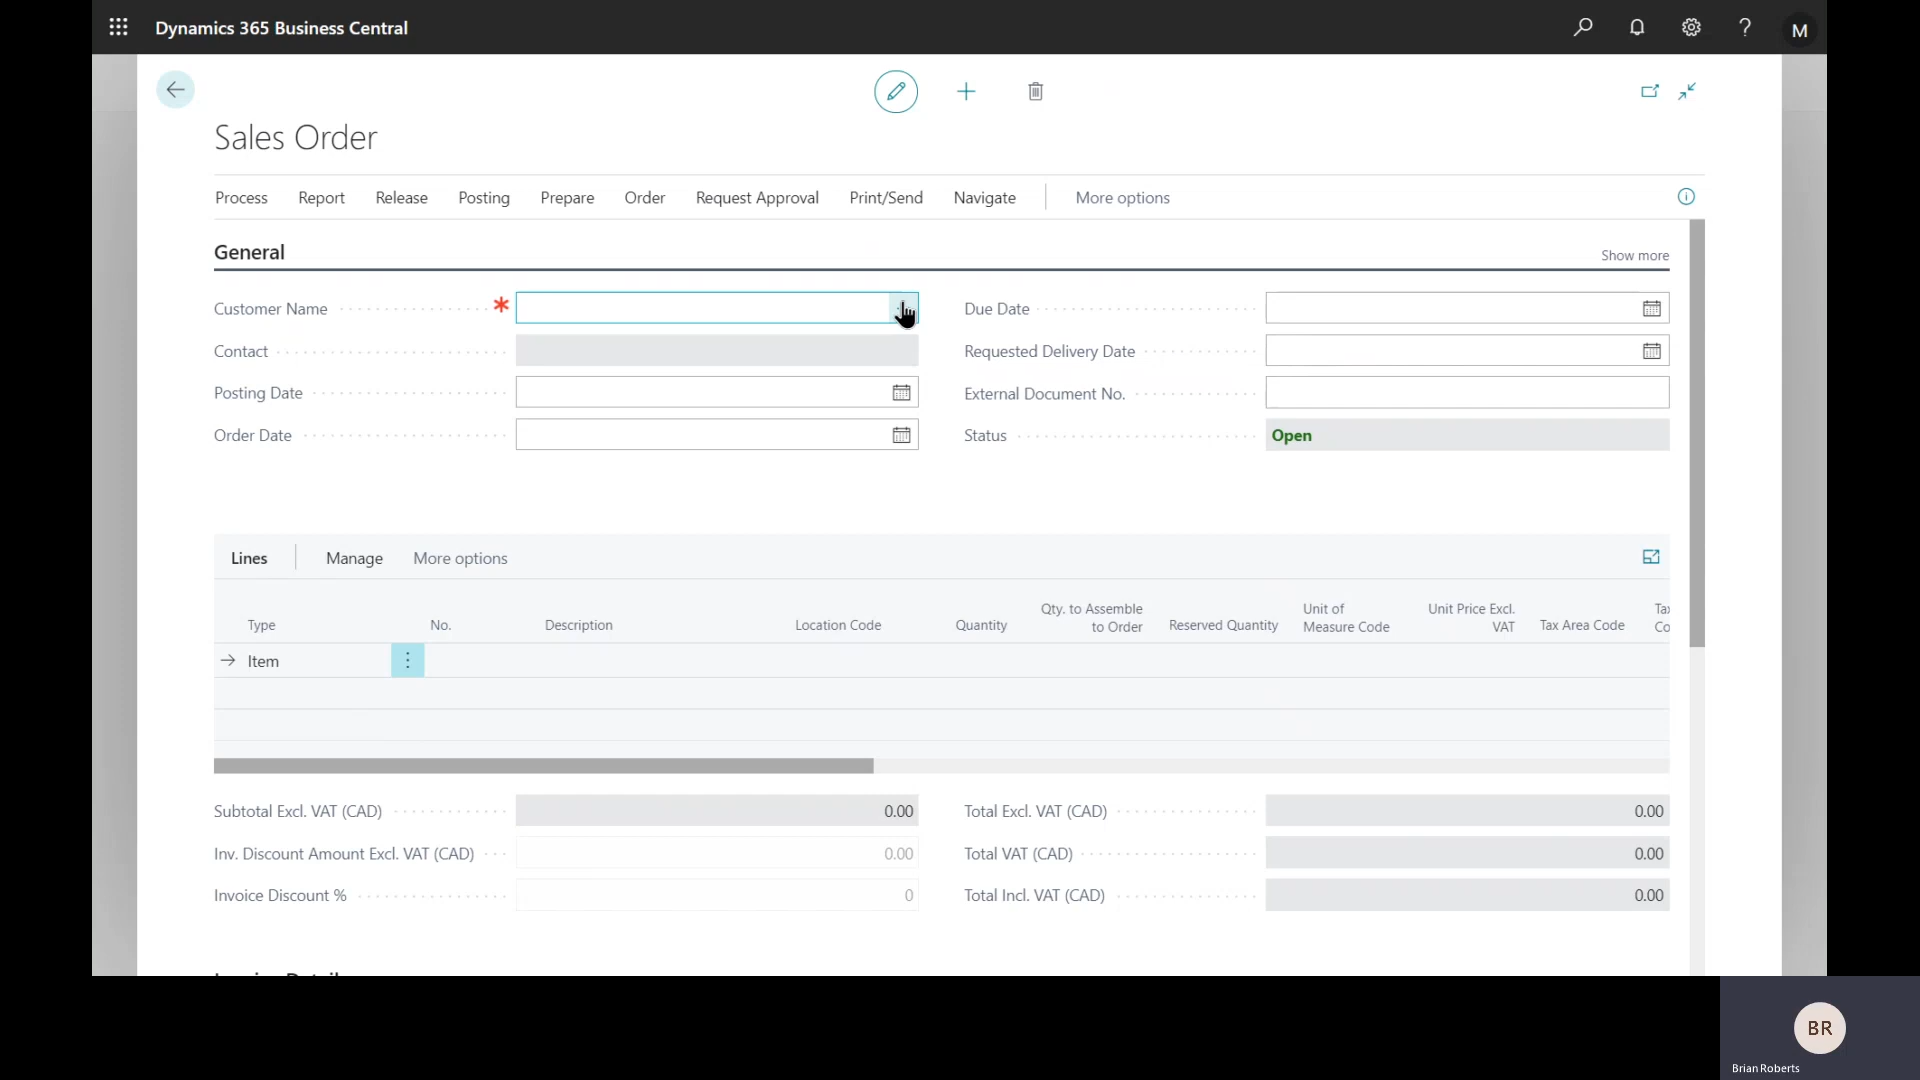 Dynamics 365 Business Central
M
Sales Order
Process Report Release Posting Prepare Order Request Approval Print/Send Navigate More options
General
Show more
Customer Name
Due Date
Contact
Requested Delivery Date
Posting Date
External Document No.
Order Date
Status Open
Lines Manage More options
Type No. Description Location Code Quantity Qty. to Assemble to Order Reserved Quantity Unit of Measure Code Unit Price Excl. VAT Tax Area Code
Item
Subtotal Excl. VAT (CAD) 0.00
Total Excl. VAT (CAD) 0.00
Inv. Discount Amount Excl. VAT (CAD) 0.00
Total VAT (CAD) 0.00
Invoice Discount % 0
Total Incl. VAT (CAD) 0.00
BR
Brian Roberts